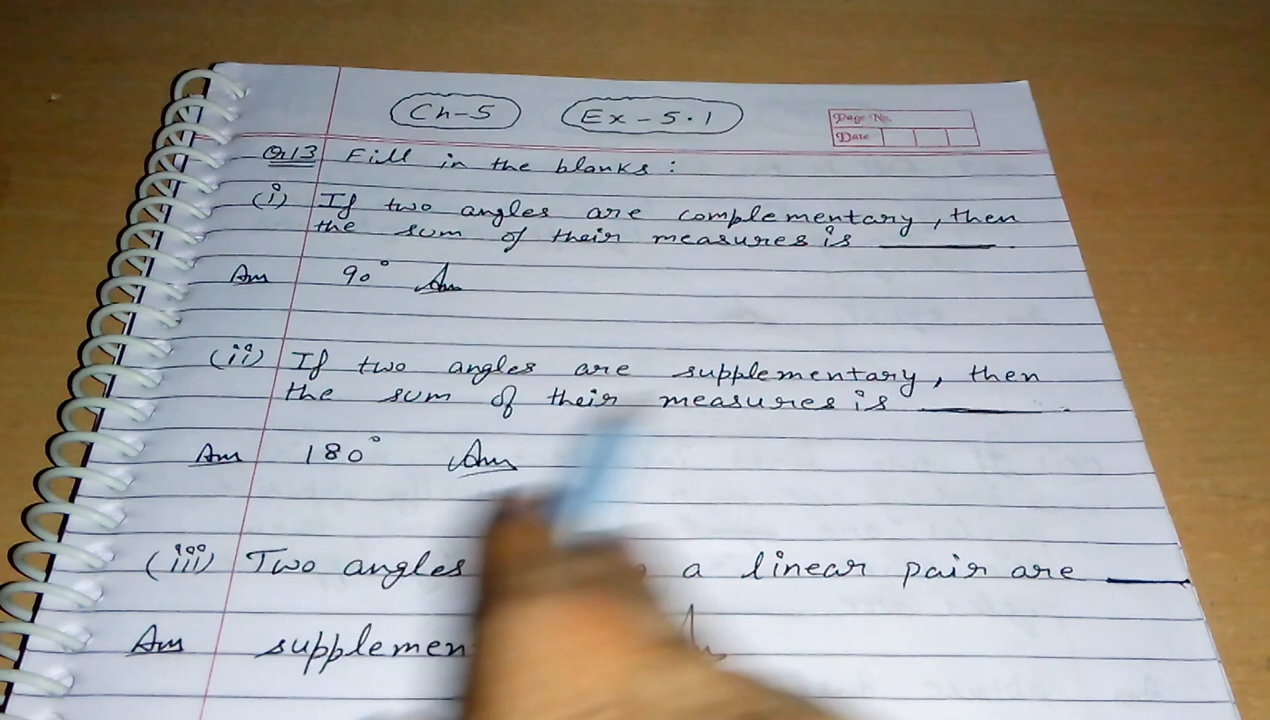 Ch-5 Ex-5.1
Page No.
Date
Q13 Fill in the blanks :
(i) If two angles are complementary, then
the sum of their measures is ______.
Ans 90° Ans
(ii) If two angles are supplementary, then
the sum of their measures is ______.
Ans 180° Ans
(iii) Two angles a linear pair are ______
Ans supplemen